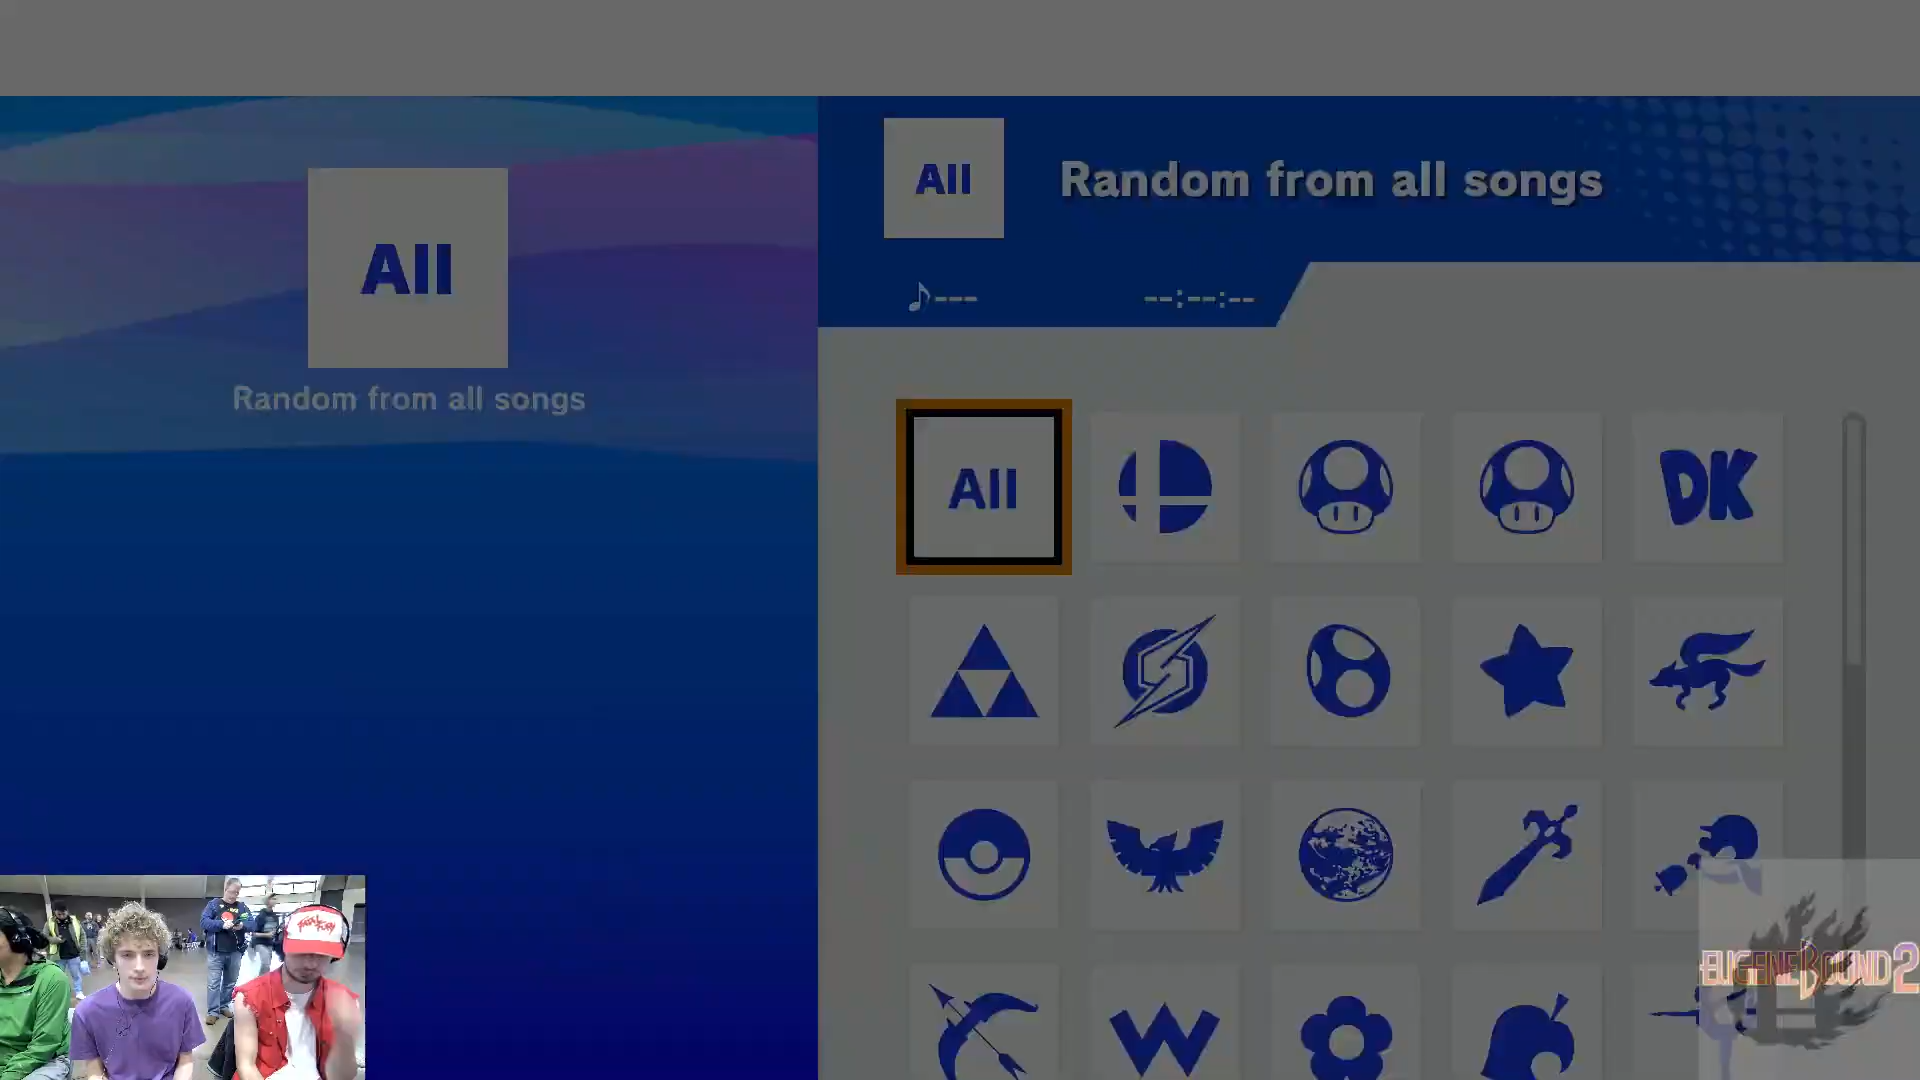 All
Random from all songs
All
Random from all songs
♪--- --:--:--
All
DK
EUGENEBOUND2